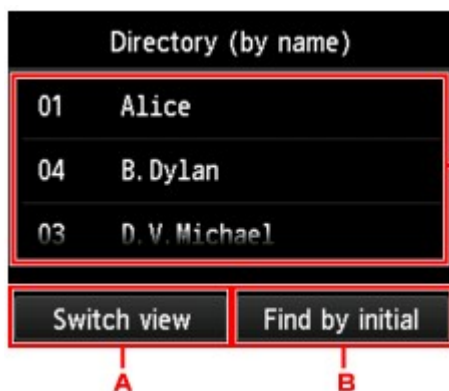 Directory (by name)
01 Alice
04 B.Dylan
03 D.V.Michael
Switch view Find by initial
A B